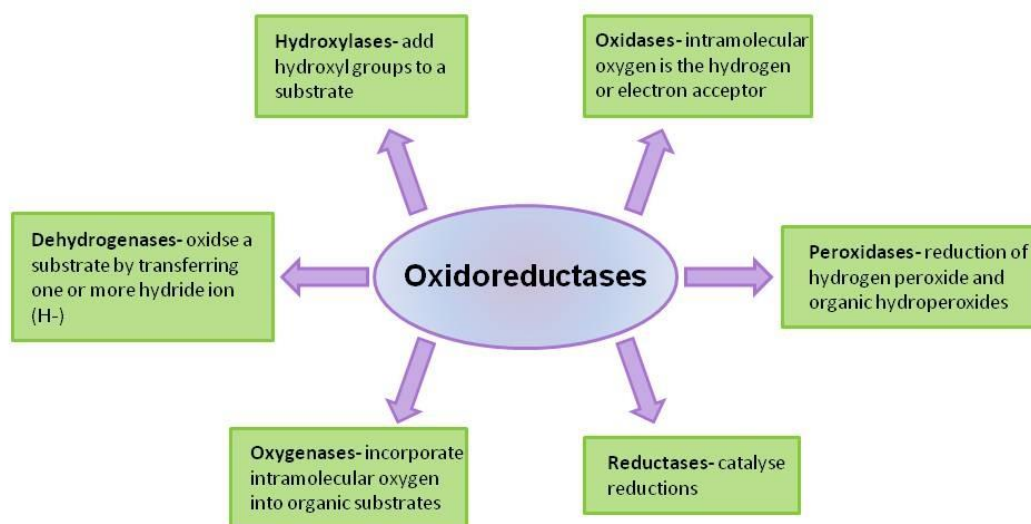 Hydroxylases- add
hydroxyl groups to a
substrate
Oxidases- intramolecular
oxygen is the hydrogen
or electron acceptor
Dehydrogenases- oxidse a
substrate by transferring
one or more hydride ion
(H-)
Oxidoreductases
Peroxidases- reduction of
hydrogen peroxide and
organic hydroperoxides
Oxygenases- incorporate
intramolecular oxygen
into organic substrates
Reductases- catalyse
reductions